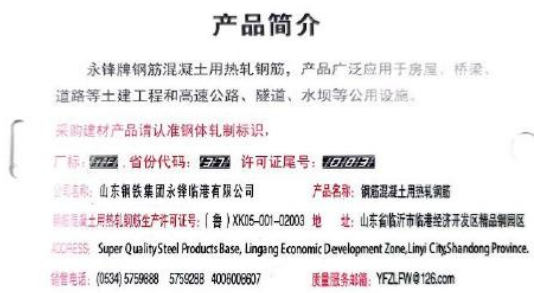 产品简介
永锋牌钢筋混凝土用热轧钢筋，产品广泛应用于房屋、桥梁、
道路等土建工程和高速公路、隧道、水坝等公用设施。
采购建材产品请认准钢体轧制标识，
厂标： 省份代码：37 许可证尾号：
公司名称：山东钢铁集团永锋临港有限公司 产品名称：钢筋混凝土用热轧钢筋
钢筋混凝土用热轧钢筋生产许可证号：（鲁）XK05-001-02003 地 址：山东省临沂市临港经济开发区精品钢园区
ADDRESS: Super Quality Steel Products Base, Lingang Economic Development Zone, Linyi City, Shandong Province.
销售电话：(0534) 5759688 5759288 4006006607 质量服务邮箱：YFZLFW@126.com